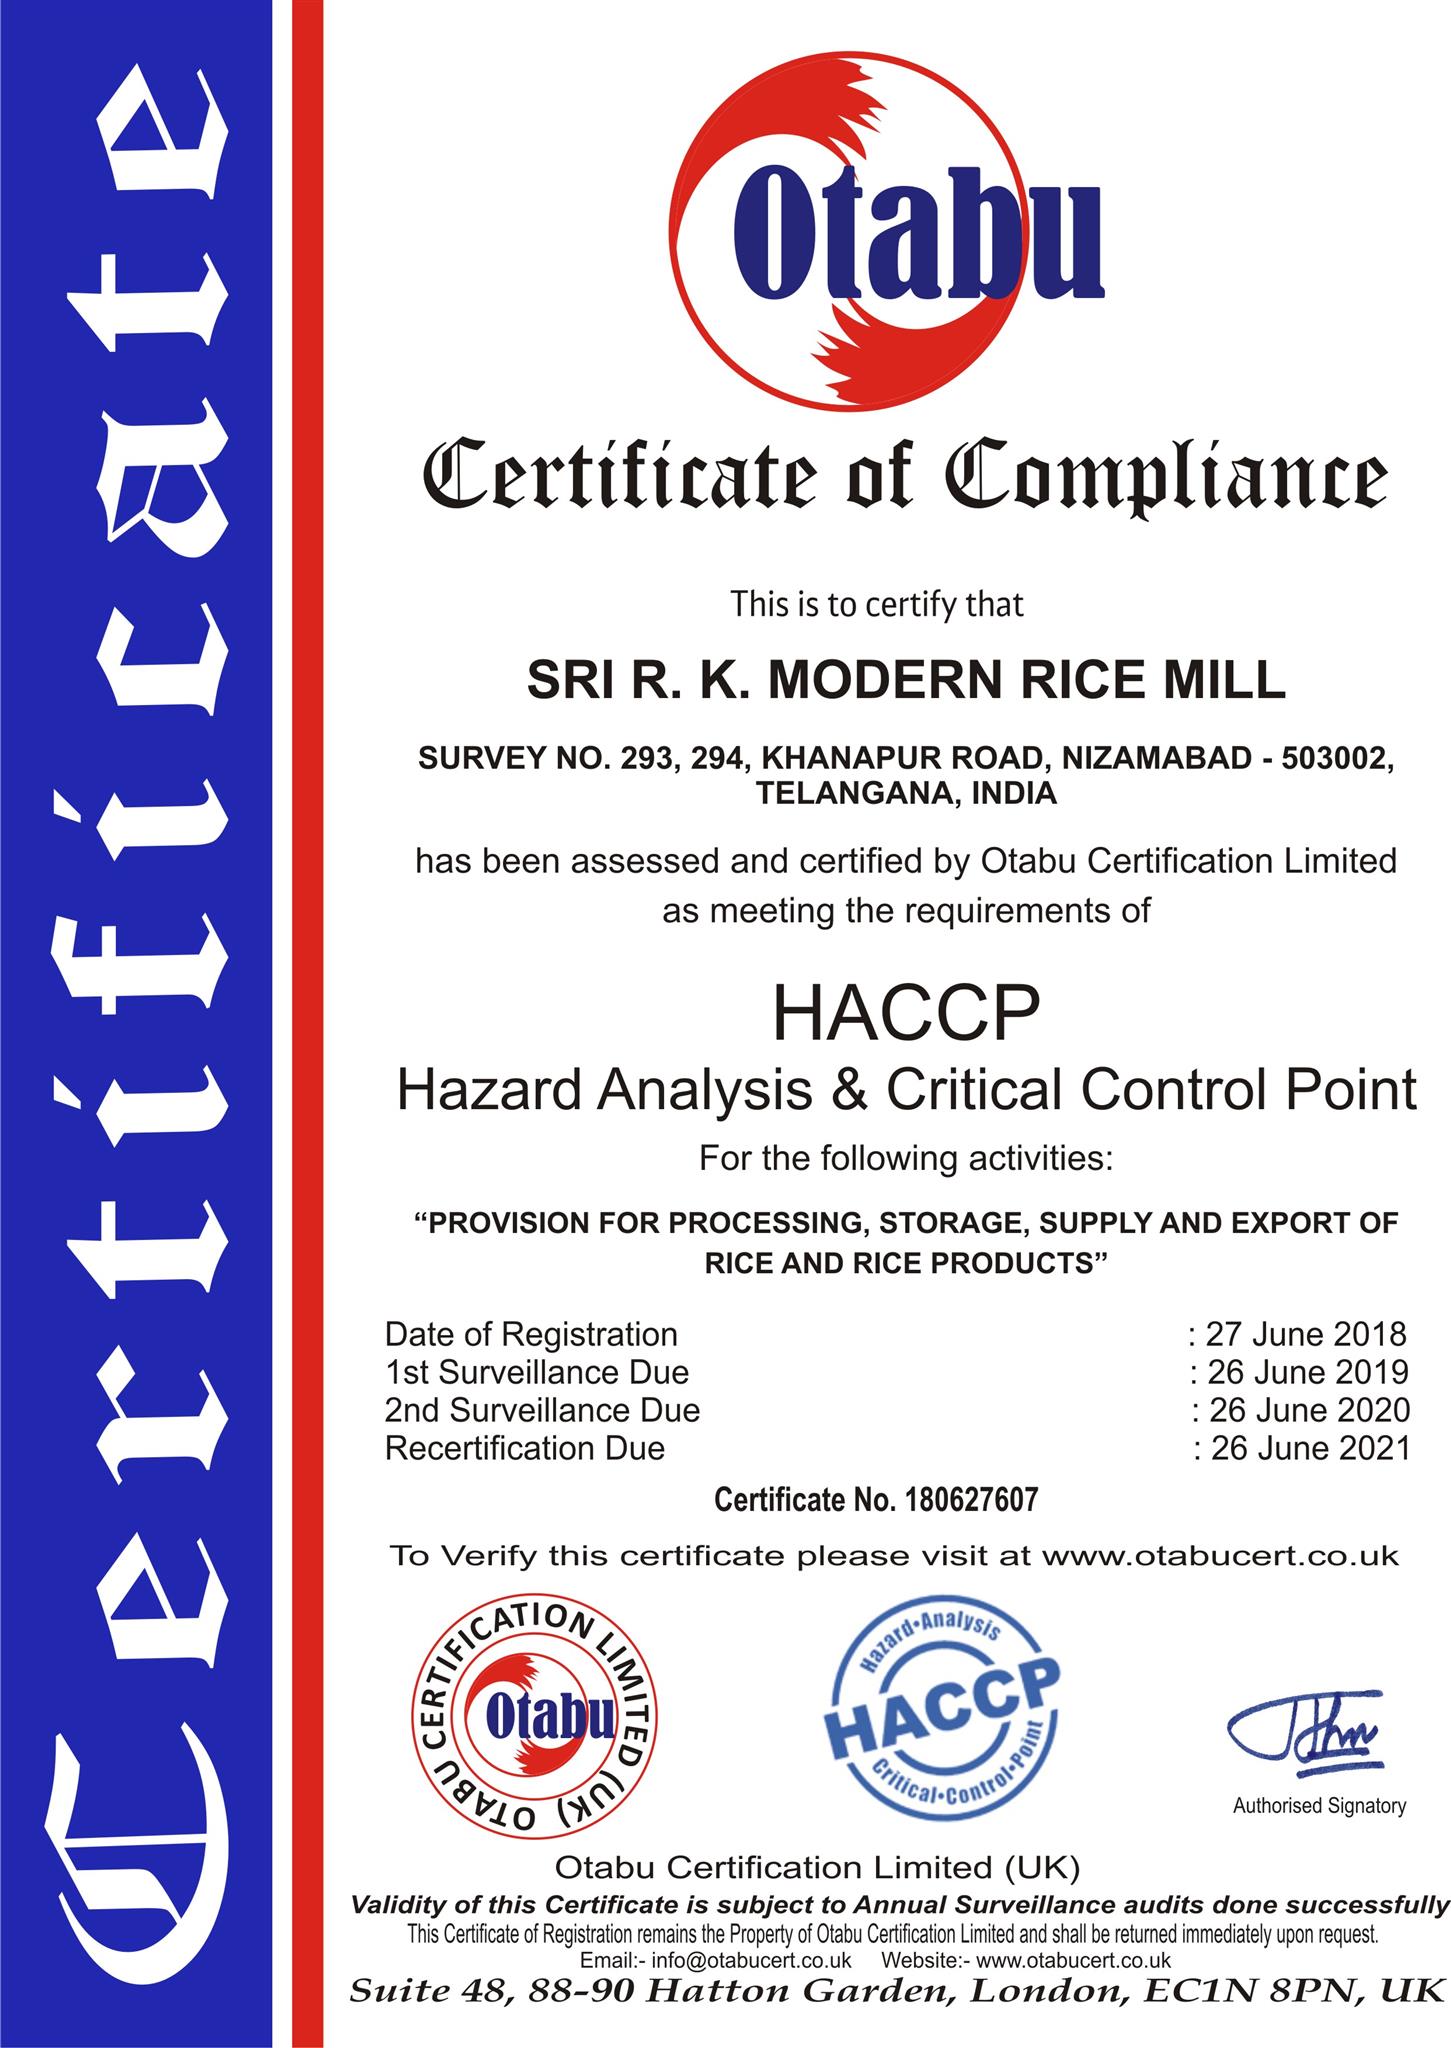 Certificate
Otabu
Certificate of Compliance
This is to certify that
SRI R. K. MODERN RICE MILL
SURVEY NO. 293, 294, KHANAPUR ROAD, NIZAMABAD - 503002,
TELANGANA, INDIA
has been assessed and certified by Otabu Certification Limited
as meeting the requirements of
HACCP
Hazard Analysis & Critical Control Point
For the following activities:
“PROVISION FOR PROCESSING, STORAGE, SUPPLY AND EXPORT OF
RICE AND RICE PRODUCTS”
Date of Registration : 27 June 2018
1st Surveillance Due : 26 June 2019
2nd Surveillance Due : 26 June 2020
Recertification Due : 26 June 2021
Certificate No. 180627607
To Verify this certificate please visit at www.otabucert.co.uk
OTABU CERTIFICATION LIMITED (UK)
Otabu
Hazard•Analysis
HACCP
Critical•Control•Point
Authorised Signatory
Otabu Certification Limited (UK)
Validity of this Certificate is subject to Annual Surveillance audits done successfully
This Certificate of Registration remains the Property of Otabu Certification Limited and shall be returned immediately upon request.
Email:- info@otabucert.co.uk Website:- www.otabucert.co.uk
Suite 48, 88-90 Hatton Garden, London, EC1N 8PN, UK